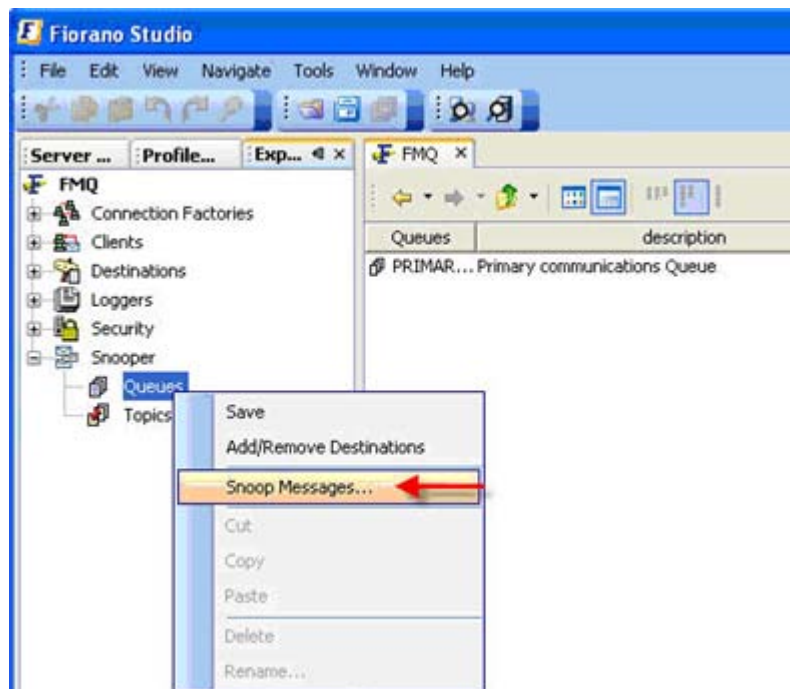 Fiorano Studio
File Edit View Navigate Tools Window Help
Server ... Profile... Exp...
FMQ
FMQ
Connection Factories
Clients
Destinations
Loggers
Security
Snooper
Queues
Topics
Queues description
PRIMAR... Primary communications Queue
Save
Add/Remove Destinations
Snoop Messages...
Cut
Copy
Paste
Delete
Rename...